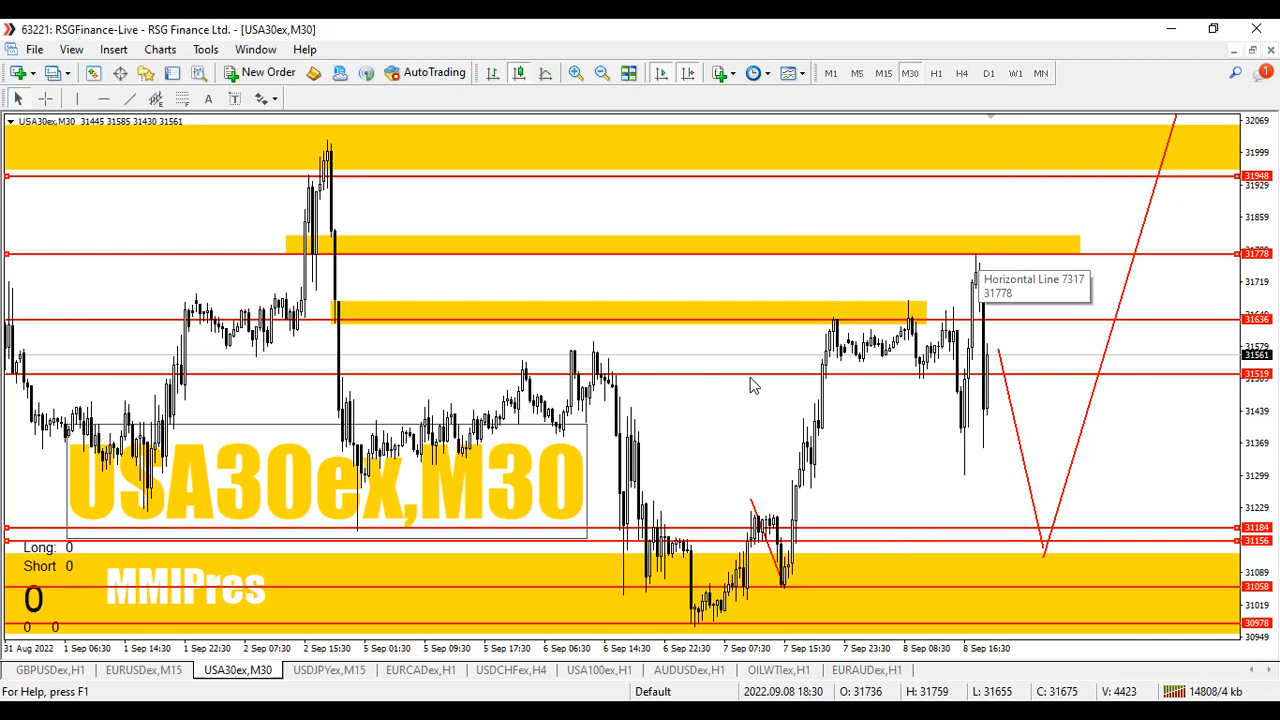 63221: RSGFinance-Live - RSG Finance Ltd. - [USA30ex,M30]
File View Insert Charts Tools Window Help
New Order AutoTrading M1 M5 M15 M30 H1 H4 D1 W1 MN 1
A T
USA30ex,M30 31445 31585 31430 31561
32069
31999
31948
31929
31859
31778
Horizontal Line 7317
31778
31719
31636
31579
31561
31519
31439
31369
31299
31229
31184
31156
31089
31058
31019
30978
30949
USA30ex,M30
Long: 0
Short 0
MMIPres
0
0 0
31 Aug 2022 1 Sep 06:30 1 Sep 14:30 2 Sep 00:30 2 Sep 08:30 2 Sep 16:30 5 Sep 01:30 5 Sep 09:30 5 Sep 17:30 6 Sep 06:30 6 Sep 14:30 6 Sep 22:30 7 Sep 07:30 7 Sep 15:30 7 Sep 23:30 8 Sep 08:30 8 Sep 16:30
GBPUSDex,H1 EURUSDex,M15 USA30ex,M30 USDJPYex,M15 EURCADex,H1 USDCHFex,H4 USA100ex,H1 AUDUSDex,H1 OILWTIex,H1 EURAUDex,H1
For Help, press F1 Default 2022.09.08 18:30 O: 31736 H: 31759 L: 31655 C: 31675 V: 4423 14808/4 kb